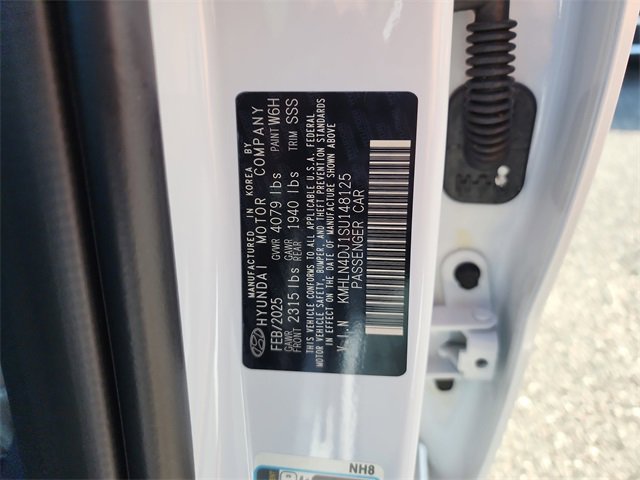 MANUFACTURED IN KOREA BY
HYUNDAI MOTOR COMPANY
FEB/2025 GVWR 4079 lbs PAINT W6H
GAWR FRONT 2315 lbs GAWR REAR 1940 lbs TRIM SSS
THIS VEHICLE CONFORMS TO ALL APPLICABLE U.S.A. FEDERAL
MOTOR VEHICLE SAFETY, BUMPER, AND THEFT PREVENTION STANDARDS
IN EFFECT ON THE DATE OF MANUFACTURE SHOWN ABOVE
V.I.N KMHLN4DJ1SU148125
PASSENGER CAR
NH8